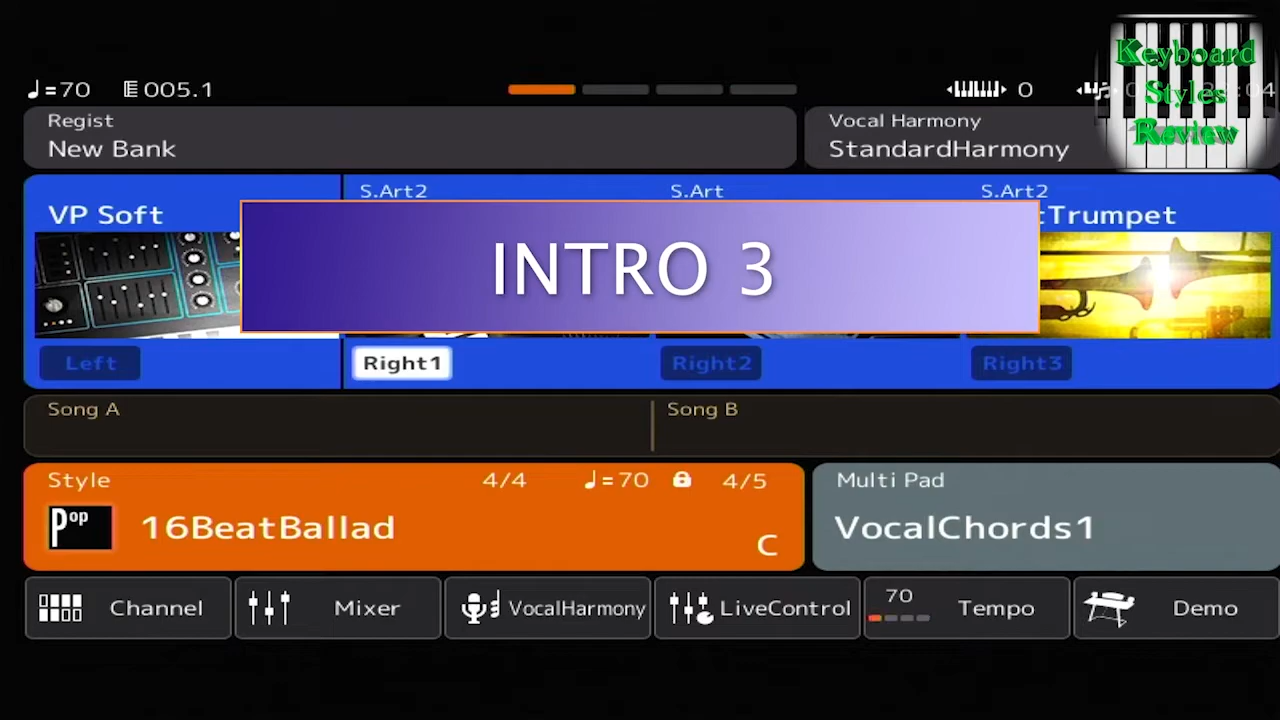 ♩=70 005.1 0
Keyboard
Styles
Review
Regist
New Bank
Vocal Harmony
StandardHarmony
VP Soft
S.Art2
S.Art
S.Art2
tTrumpet
INTRO 3
Left
Right1
Right2
Right3
Song A
Song B
Style 4/4 ♩=70 4/5
Pop 16BeatBallad
C
Multi Pad
VocalChords1
Channel
Mixer
VocalHarmony
LiveControl
70 Tempo
Demo